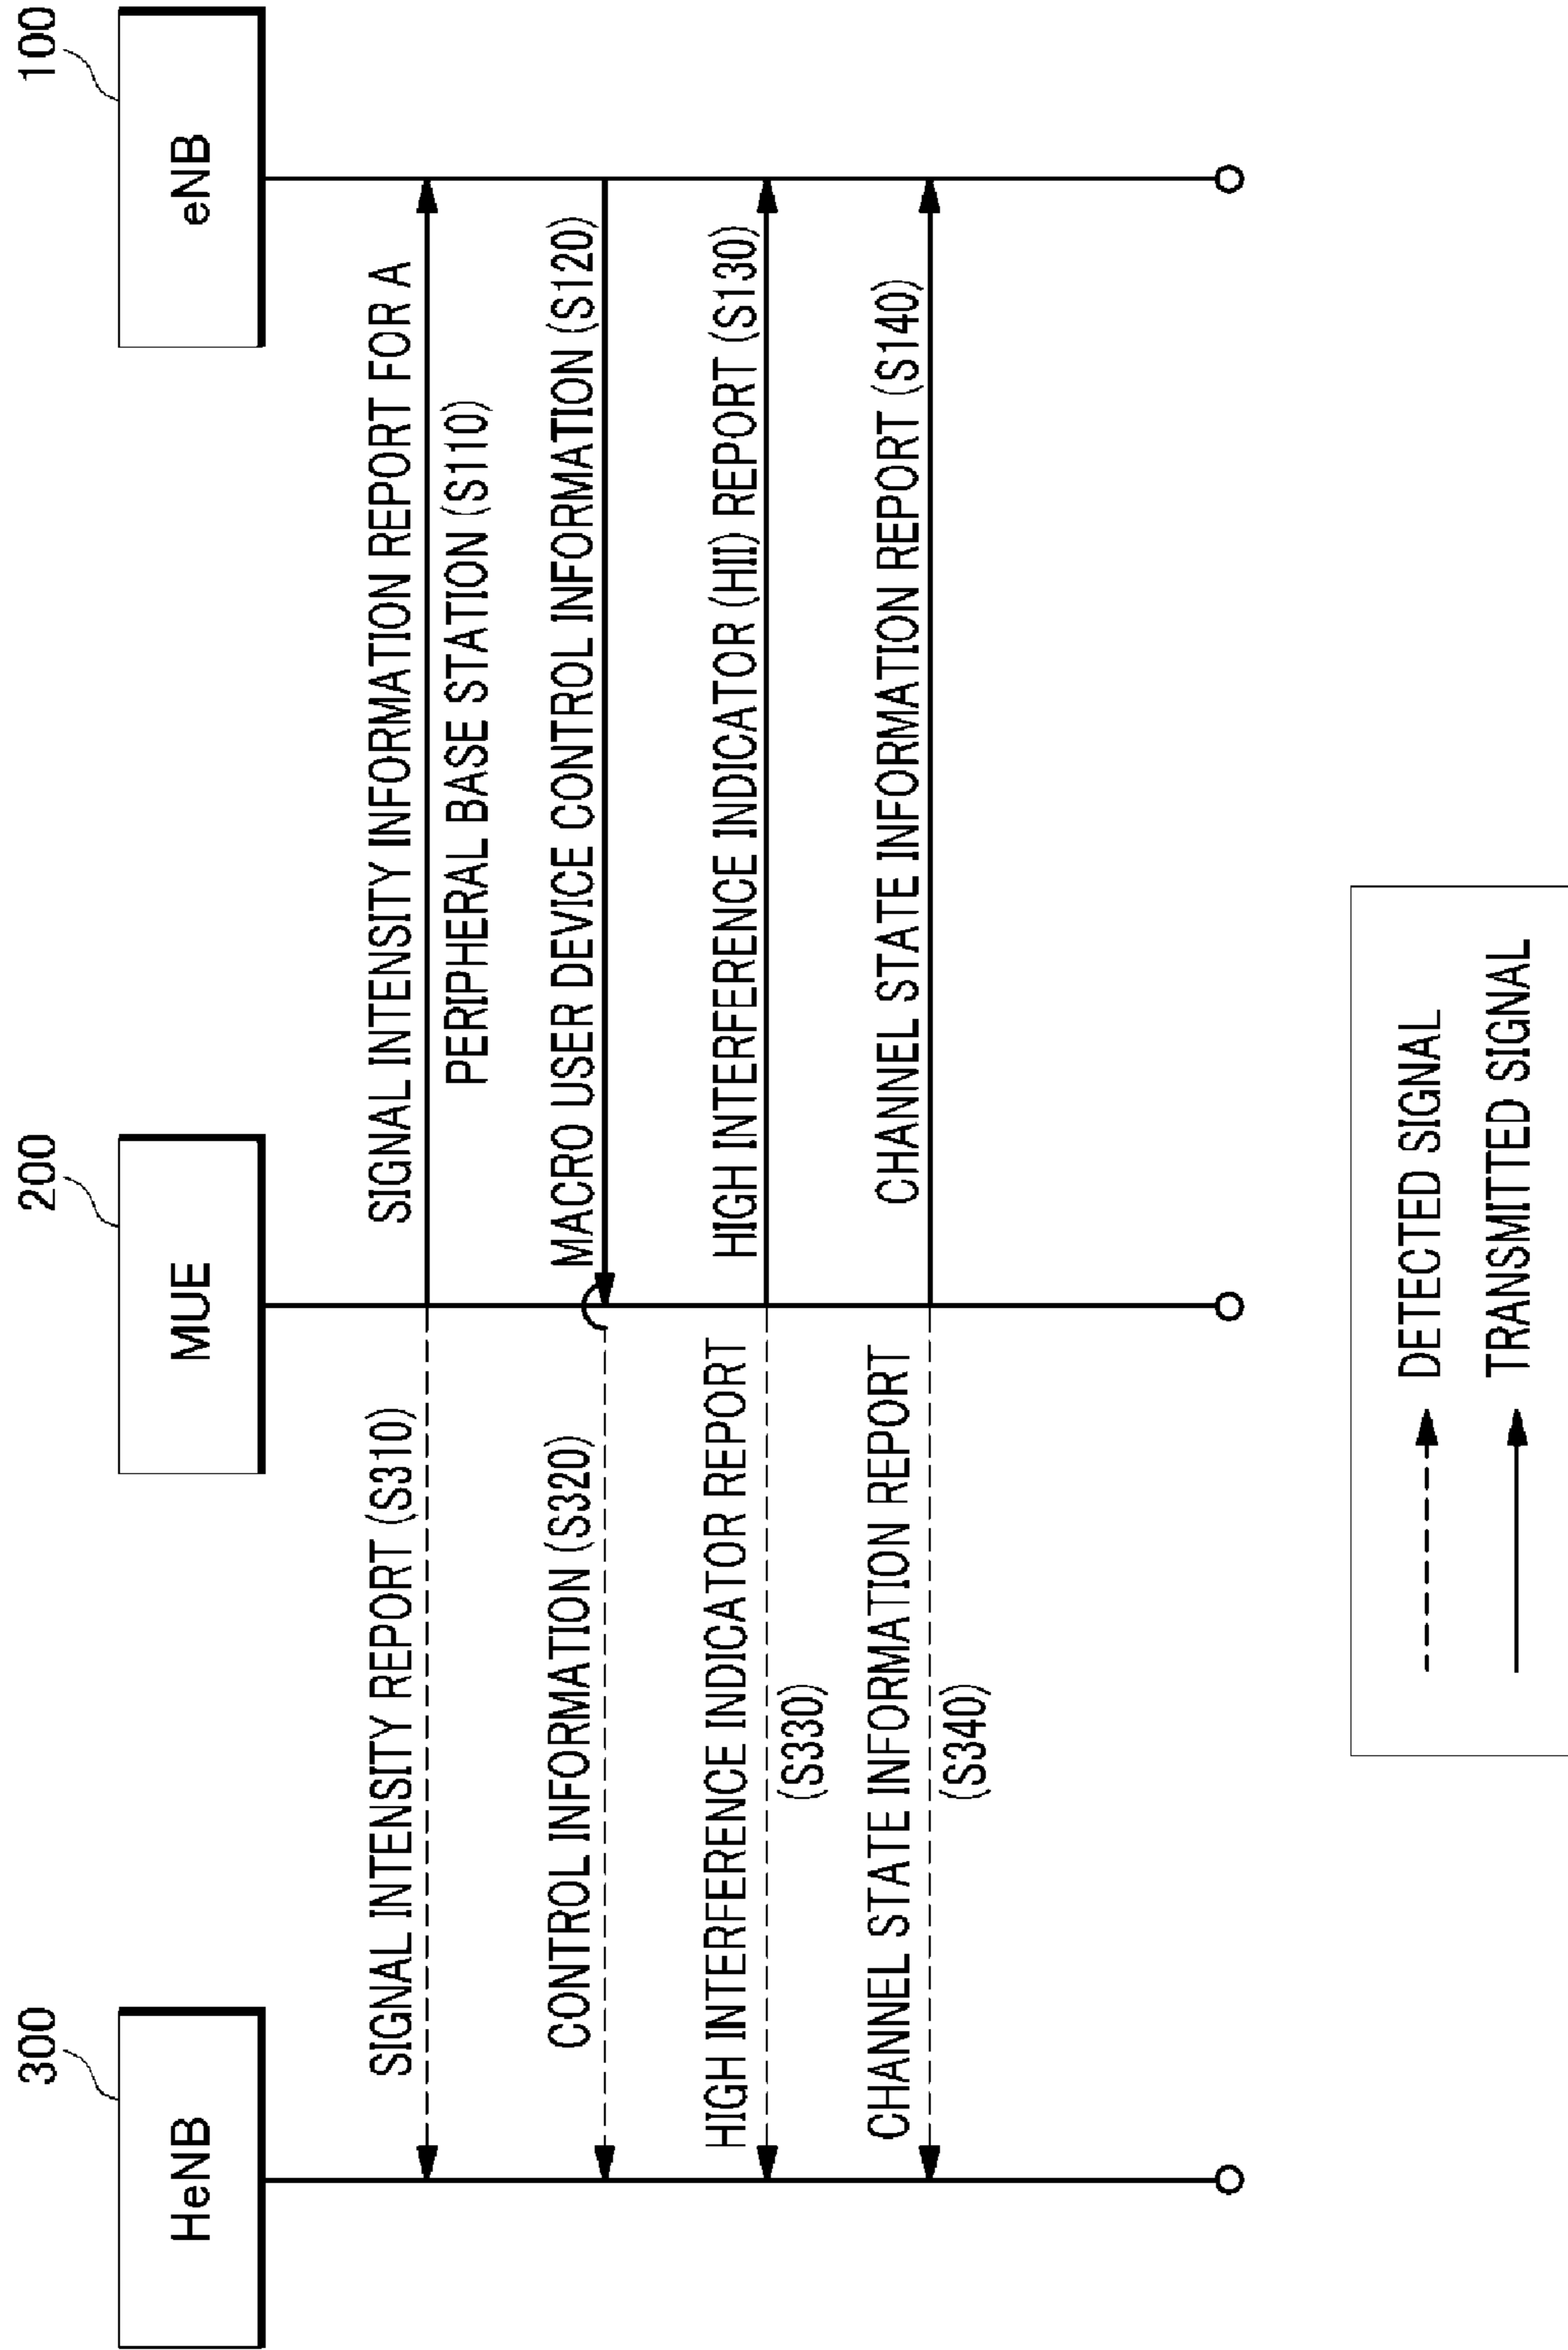 300
200
100
HeNB
MUE
eNB
SIGNAL INTENSITY REPORT (S310)
SIGNAL INTENSITY INFORMATION REPORT FOR A
PERIPHERAL BASE STATION (S110)
CONTROL INFORMATION (S320)
MACRO USER DEVICE CONTROL INFORMATION (S120)
HIGH INTERFERENCE INDICATOR REPORT
(S330)
HIGH INTERFERENCE INDICATOR (HII) REPORT (S130)
CHANNEL STATE INFORMATION REPORT
(S340)
CHANNEL STATE INFORMATION REPORT (S140)
DETECTED SIGNAL
TRANSMITTED SIGNAL